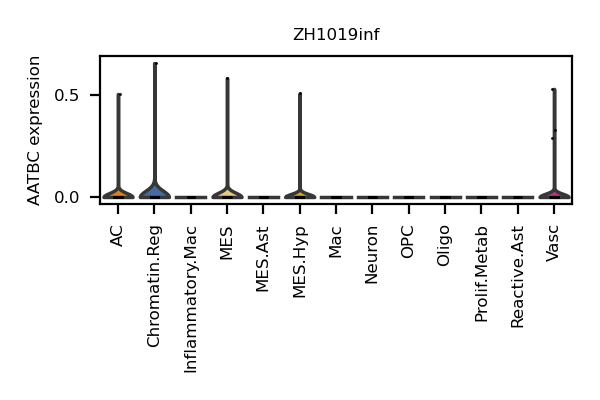 ZH1019inf
AATBC expression
0.5
0.0
AC
Chromatin.Reg
Inflammatory.Mac
MES
MES.Ast
MES.Hyp
Mac
Neuron
OPC
Oligo
Prolif.Metab
Reactive.Ast
Vasc